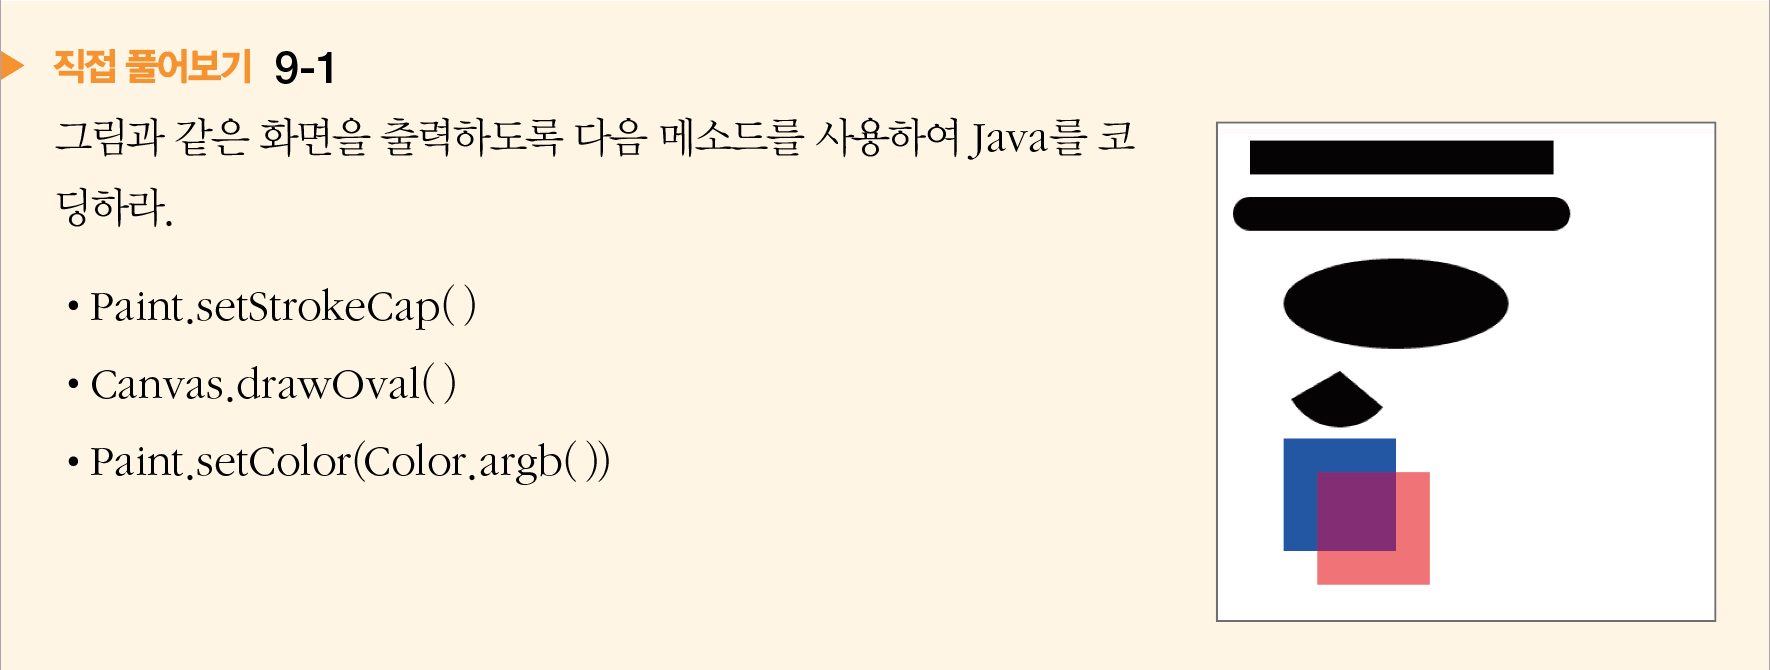 직접 풀어보기 9-1
그림과 같은 화면을 출력하도록 다음 메소드를 사용하여 Java를 코
딩하라.
• Paint.setStrokeCap( )
• Canvas.drawOval( )
• Paint.setColor(Color.argb( ))